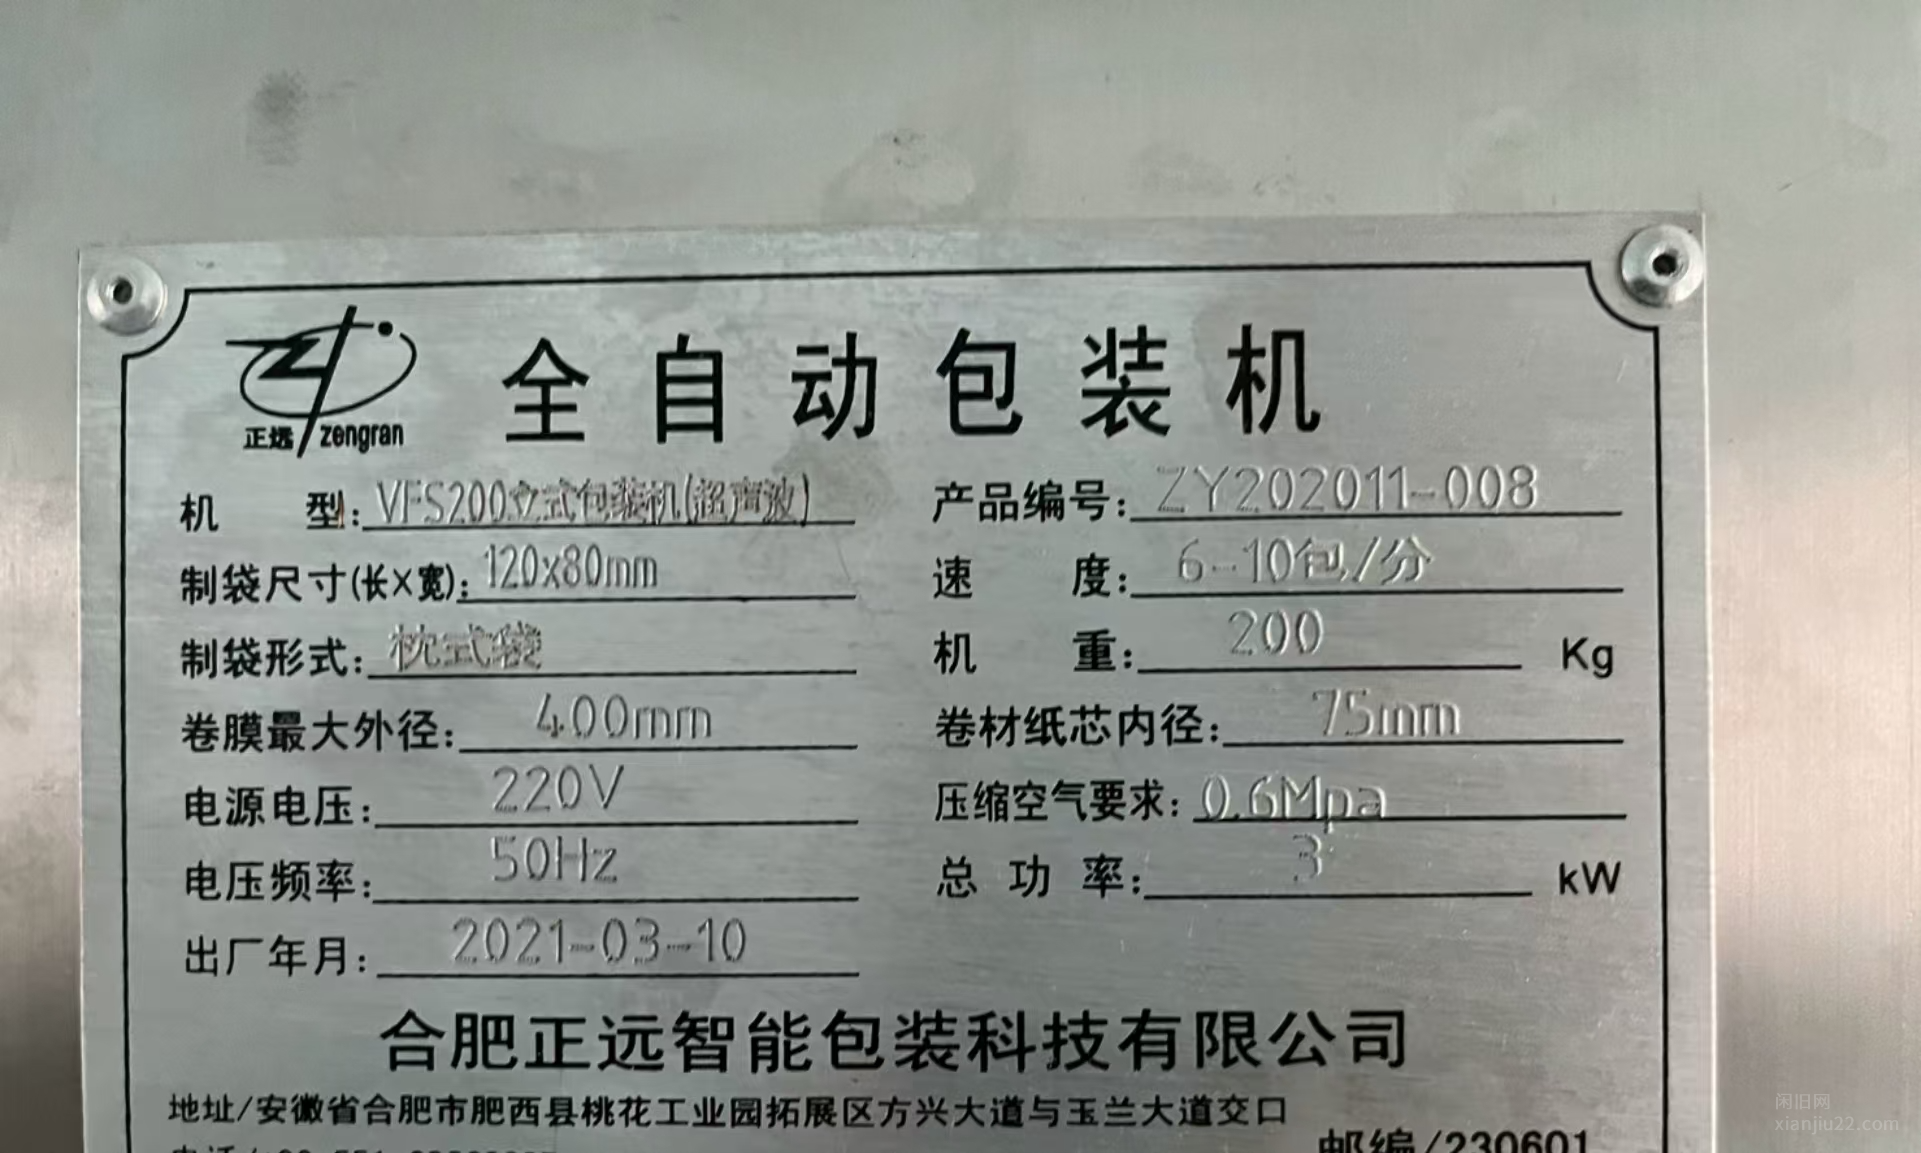 正远 zengran
全自动包装机
机型: VFS200立式包装机(超声波) 产品编号: ZY202011-008
制袋尺寸(长X宽): 120x80mm 速度: 6-10包/分
制袋形式: 枕式袋 机重: 200 Kg
卷膜最大外径: 400mm 卷材纸芯内径: 75mm
电源电压: 220V 压缩空气要求: 0.6Mpa
电压频率: 50Hz 总功率: 3 kW
出厂年月: 2021-03-10
合肥正远智能包装科技有限公司
地址/安徽省合肥市肥西县桃花工业园拓展区方兴大道与玉兰大道交口
邮编/230601
闲旧网
xianjiu22.com